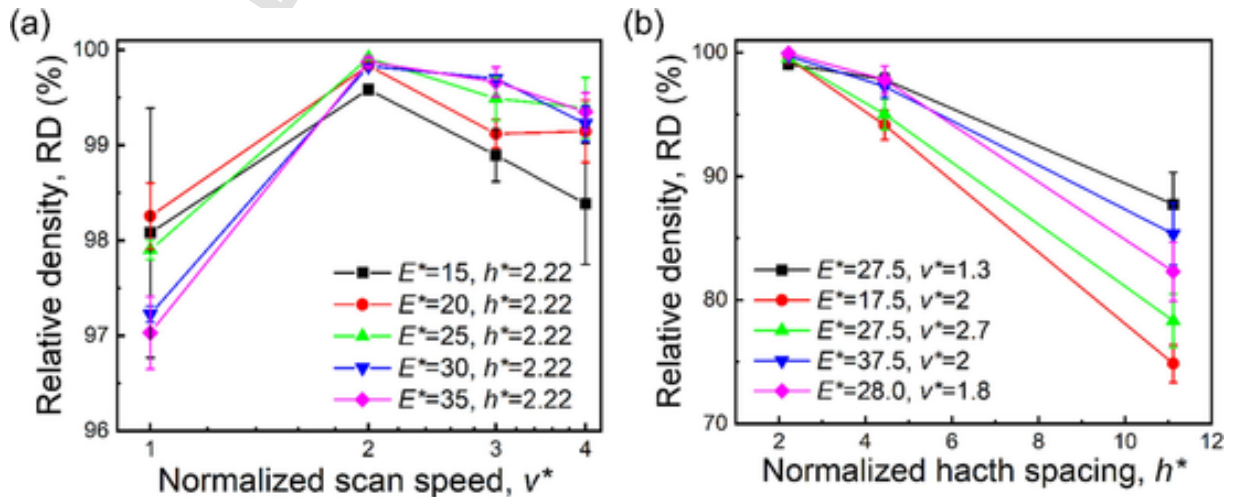 (a)
Relative density, RD (%)
100
99
98
97
96
E*=15, h*=2.22
E*=20, h*=2.22
E*=25, h*=2.22
E*=30, h*=2.22
E*=35, h*=2.22
1 2 3 4
Normalized scan speed, v*
(b)
Relative density, RD (%)
100
90
80
70
E*=27.5, v*=1.3
E*=17.5, v*=2
E*=27.5, v*=2.7
E*=37.5, v*=2
E*=28.0, v*=1.8
2 4 6 8 10 12
Normalized hacth spacing, h*